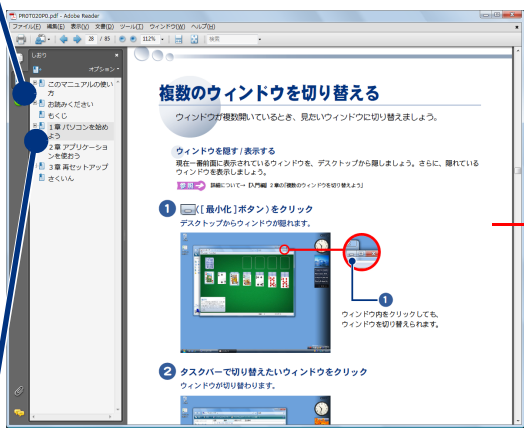 PROTO20P0.pdf - Adobe Reader
ファイル(F) 編集(E) 表示(V) 文書(D) ツール(T) ウィンドウ(W) ヘルプ(H)
28 / 85
112%
検索
しおり
オプション
このマニュアルの使い
方
お読みください
もくじ
1章 パソコンを始め
よう
2章 アプリケーショ
ンを使おう
3章 再セットアップ
さくいん
複数のウィンドウを切り替える
ウィンドウが複数開いているとき、見たいウィンドウに切り替えましょう。
ウィンドウを隠す/表示する
現在一番前面に表示されているウィンドウを、デスクトップから隠しましょう。さらに、隠れている
ウィンドウを表示しましょう。
参照 詳細について→【入門編】2章の「複数のウィンドウを切り替えよう」
1 ([最小化]ボタン)をクリック
デスクトップからウィンドウが隠れます。
1
ウィンドウ内をクリックしても、
ウィンドウを切り替えられます。
2 タスクバーで切り替えたいウィンドウをクリック
ウィンドウが切り替わります。